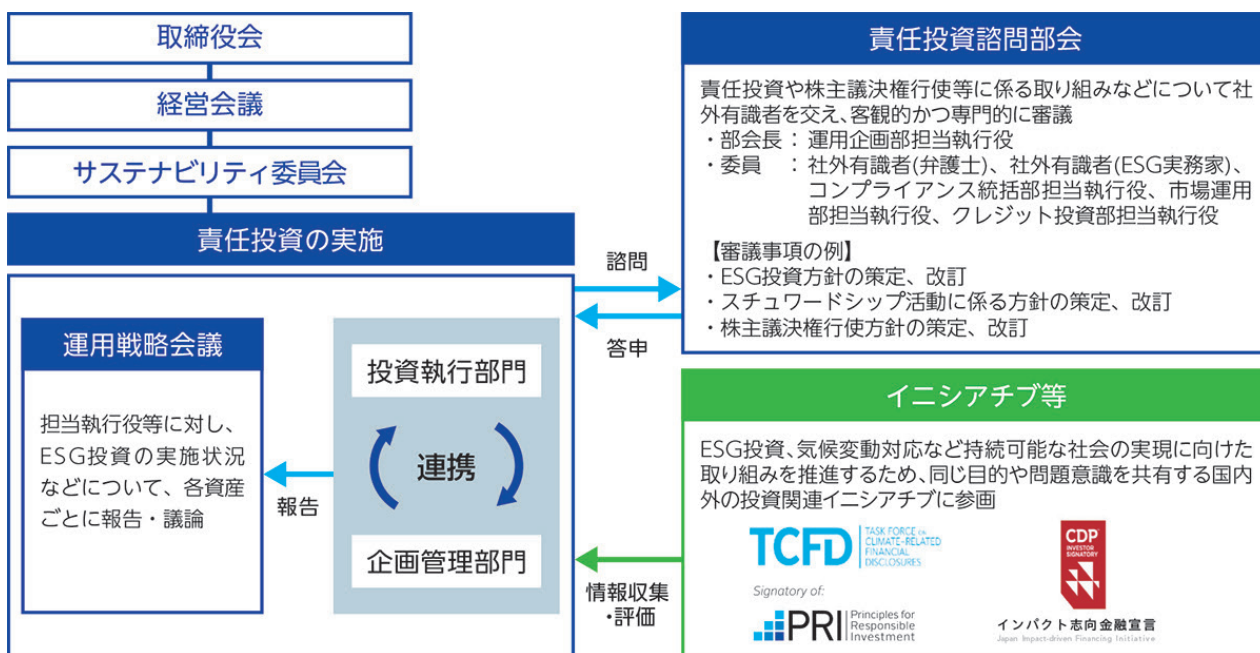 取締役会
経営会議
サステナビリティ委員会
責任投資の実施
運用戦略会議
担当執行役等に対し、
ESG投資の実施状況
などについて、各資産
ごとに報告・議論
報告
投資執行部門
連携
企画管理部門
諮問
答申
情報収集
・評価
責任投資諮問部会
責任投資や株主議決権行使等に係る取り組みなどについて社
外有識者を交え、客観的かつ専門的に審議
・部会長：運用企画部担当執行役
・委員　：社外有識者(弁護士)、社外有識者(ESG実務家)、
コンプライアンス統括部担当執行役、市場運用
部担当執行役、クレジット投資部担当執行役
【審議事項の例】
・ESG投資方針の策定、改訂
・スチュワードシップ活動に係る方針の策定、改訂
・株主議決権行使方針の策定、改訂
イニシアチブ等
ESG投資、気候変動対応など持続可能な社会の実現に向けた
取り組みを推進するため、同じ目的や問題意識を共有する国内
外の投資関連イニシアチブに参画
TCFD
TASK FORCE ON
CLIMATE-RELATED
FINANCIAL
DISCLOSURES
CDP
INVESTOR
SIGNATORY
Signatory of:
PRI
Principles for
Responsible
Investment
インパクト志向金融宣言
Japan Impact-driven Financing Initiative